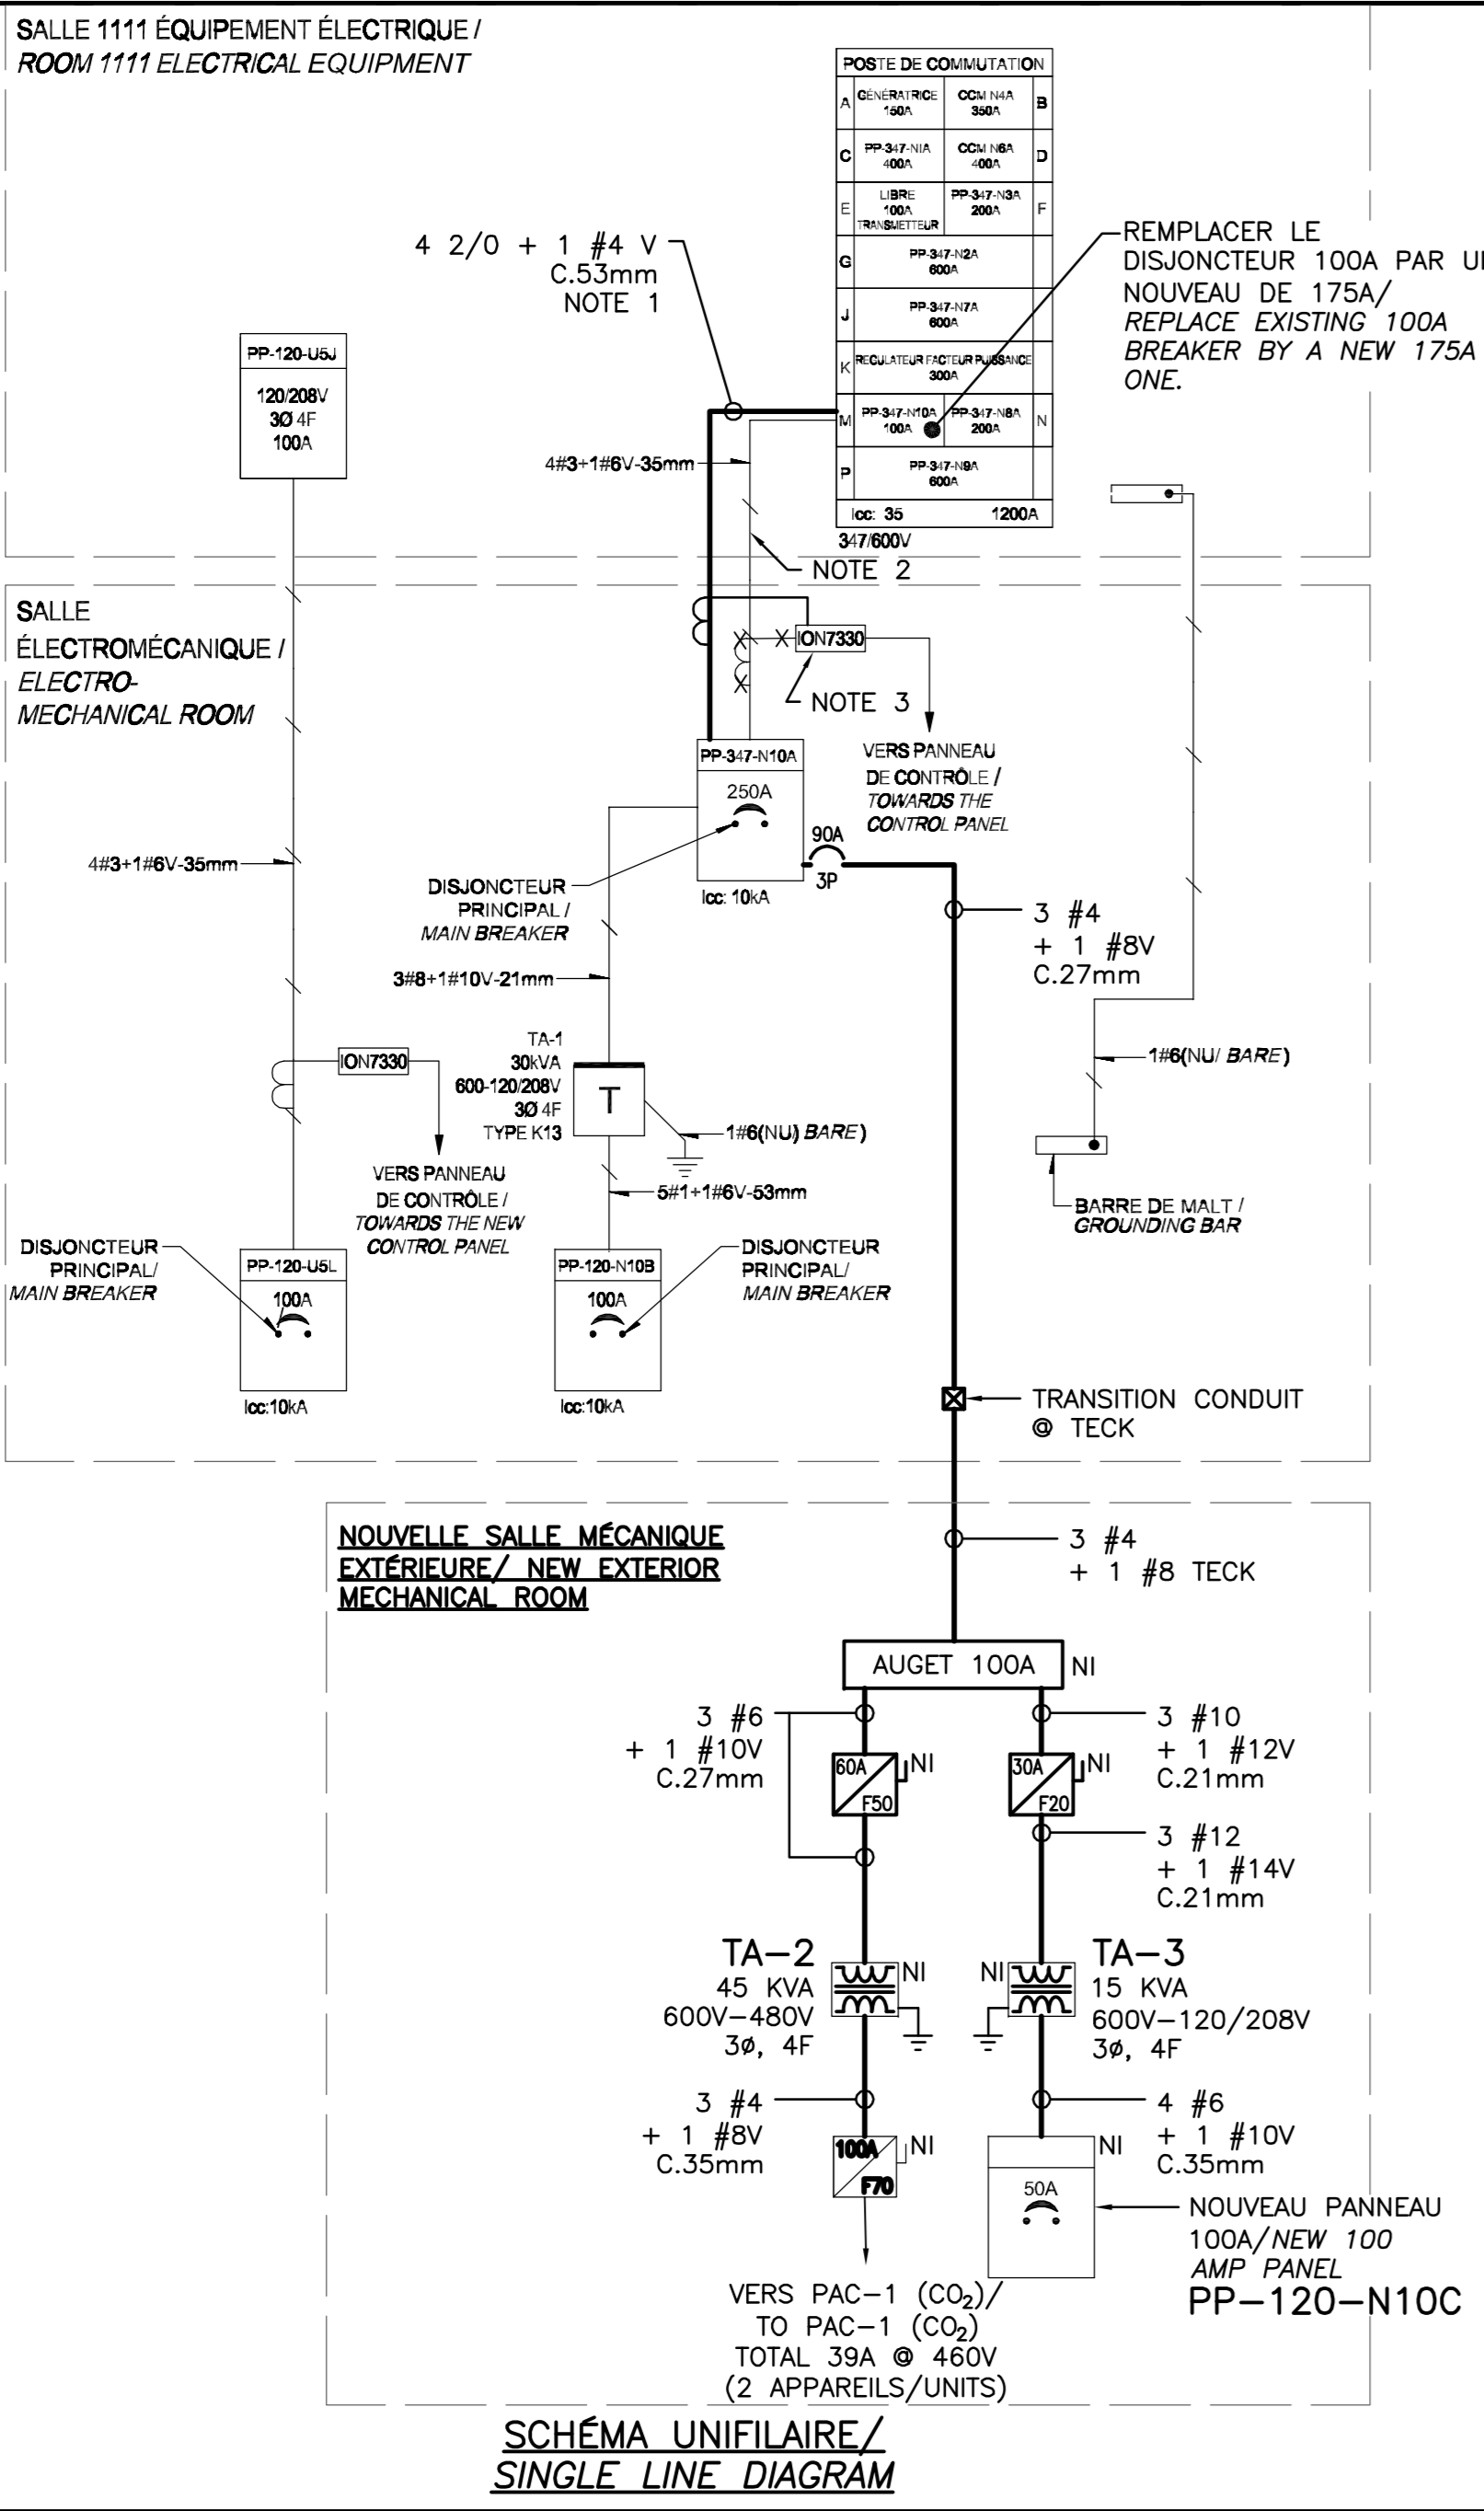 SALLE 1111 ÉQUIPEMENT ÉLECTRIQUE /
ROOM 1111 ELECTRICAL EQUIPMENT
POSTE DE COMMUTATION
A GÉNÉRATRICE 150A CCM N4A 350A B
C PP-347-N1A 400A CCM N6A 400A D
E LIBRE 100A TRANSMETTEUR PP-347-N3A 200A F
G PP-347-N2A 600A
J PP-347-N7A 600A
K REGULATEUR FACTEUR PUISSANCE 300A
M PP-347-N10A 100A PP-347-N8A 200A N
P PP-347-N9A 600A
Icc: 35 1200A
347/600V
4 2/0 + 1 #4 V
C.53mm
NOTE 1
REMPLACER LE
DISJONCTEUR 100A PAR
NOUVEAU DE 175A/
REPLACE EXISTING 100A
BREAKER BY A NEW 175A
ONE.
PP-120-U5J
120/208V
3Ø 4F
100A
4#3+1#6V-35mm
NOTE 2
SALLE
ÉLECTROMÉCANIQUE /
ELECTRO-
MECHANICAL ROOM
ION7330
NOTE 3
VERS PANNEAU
DE CONTRÔLE /
TOWARDS THE
CONTROL PANEL
PP-347-N10A
250A
Icc: 10kA
90A
3P
4#3+1#6V-35mm
DISJONCTEUR
PRINCIPAL /
MAIN BREAKER
3 #4
+ 1 #8V
C.27mm
3#8+1#10V-21mm
TA-1
30kVA
600-120/208V
3Ø 4F
TYPE K13
T
1#6(NU) BARE)
5#1+1#6V-53mm
1#6(NU/ BARE)
BARRE DE MALT /
GROUNDING BAR
ION7330
VERS PANNEAU
DE CONTRÔLE /
TOWARDS THE NEW
CONTROL PANEL
DISJONCTEUR
PRINCIPAL/
MAIN BREAKER
PP-120-U5L
100A
Icc:10kA
PP-120-N10B
100A
Icc:10kA
DISJONCTEUR
PRINCIPAL/
MAIN BREAKER
TRANSITION CONDUIT
@ TECK
NOUVELLE SALLE MÉCANIQUE
EXTÉRIEURE/ NEW EXTERIOR
MECHANICAL ROOM
3 #4
+ 1 #8 TECK
AUGET 100A NI
3 #6
+ 1 #10V
C.27mm
60A
F50
NI
30A
F20
NI
3 #10
+ 1 #12V
C.21mm
3 #12
+ 1 #14V
C.21mm
TA-2
45 KVA
600V-480V
3ø, 4F
NI
NI
TA-3
15 KVA
600V-120/208V
3ø, 4F
3 #4
+ 1 #8V
C.35mm
100A
F70
NI
4 #6
+ 1 #10V
C.35mm
NI
50A
NOUVEAU PANNEAU
100A/NEW 100
AMP PANEL
PP-120-N10C
VERS PAC-1 (CO₂)/
TO PAC-1 (CO₂)
TOTAL 39A @ 460V
(2 APPAREILS/UNITS)
SCHÉMA UNIFILAIRE/
SINGLE LINE DIAGRAM